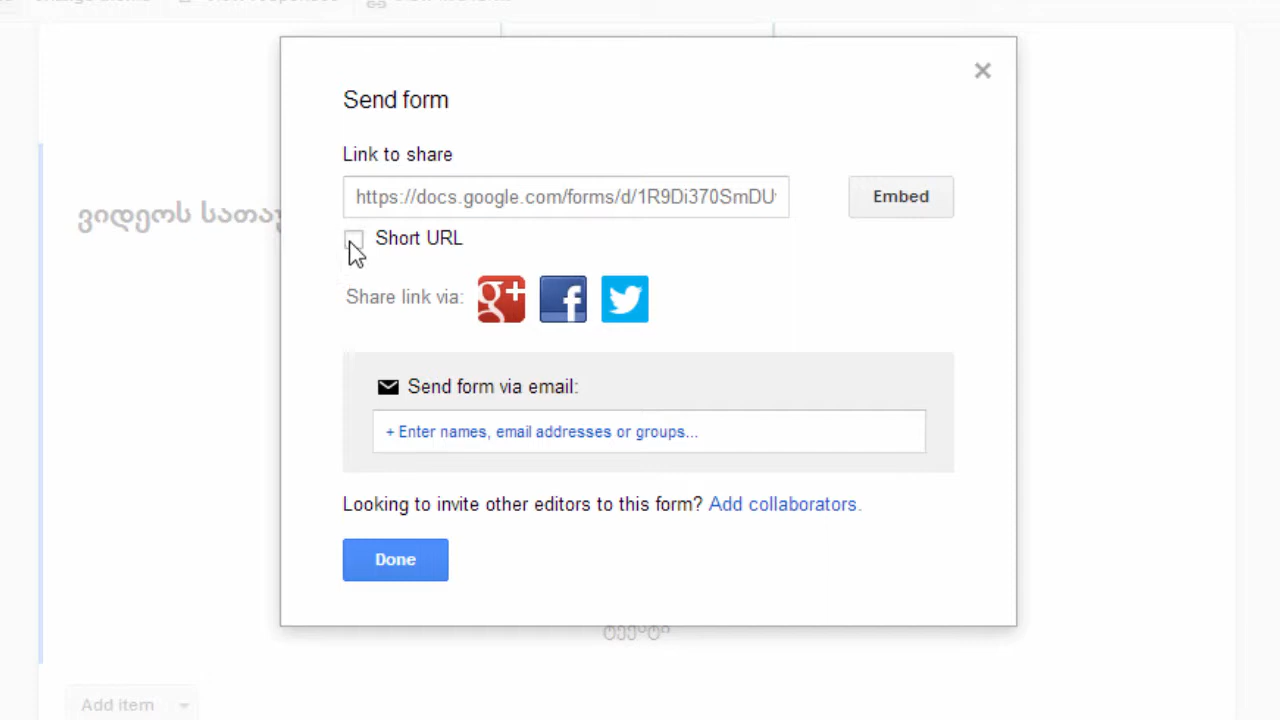 Send form
Link to share
https://docs.google.com/forms/d/1R9Di370SmDU
Embed
Short URL
ვიდეოს
Share link via:
Send form via email:
+ Enter names, email addresses or groups...
Looking to invite other editors to this form? Add collaborators.
Done
ტექსტი
Add item